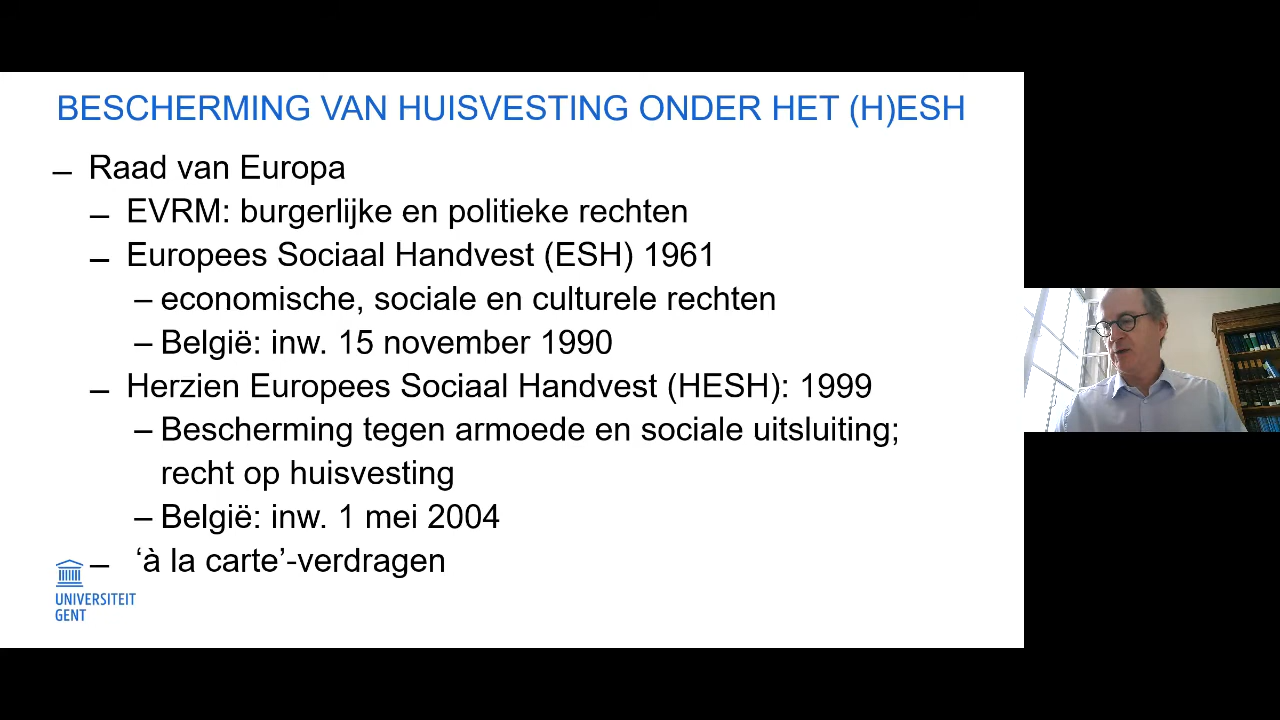 BESCHERMING VAN HUISVESTING ONDER HET (H)ESH
– Raad van Europa
– EVRM: burgerlijke en politieke rechten
– Europees Sociaal Handvest (ESH) 1961
– economische, sociale en culturele rechten
– België: inw. 15 november 1990
– Herzien Europees Sociaal Handvest (HESH): 1999
– Bescherming tegen armoede en sociale uitsluiting;
recht op huisvesting
– België: inw. 1 mei 2004
– ‘à la carte’-verdragen
UNIVERSITEIT
GENT